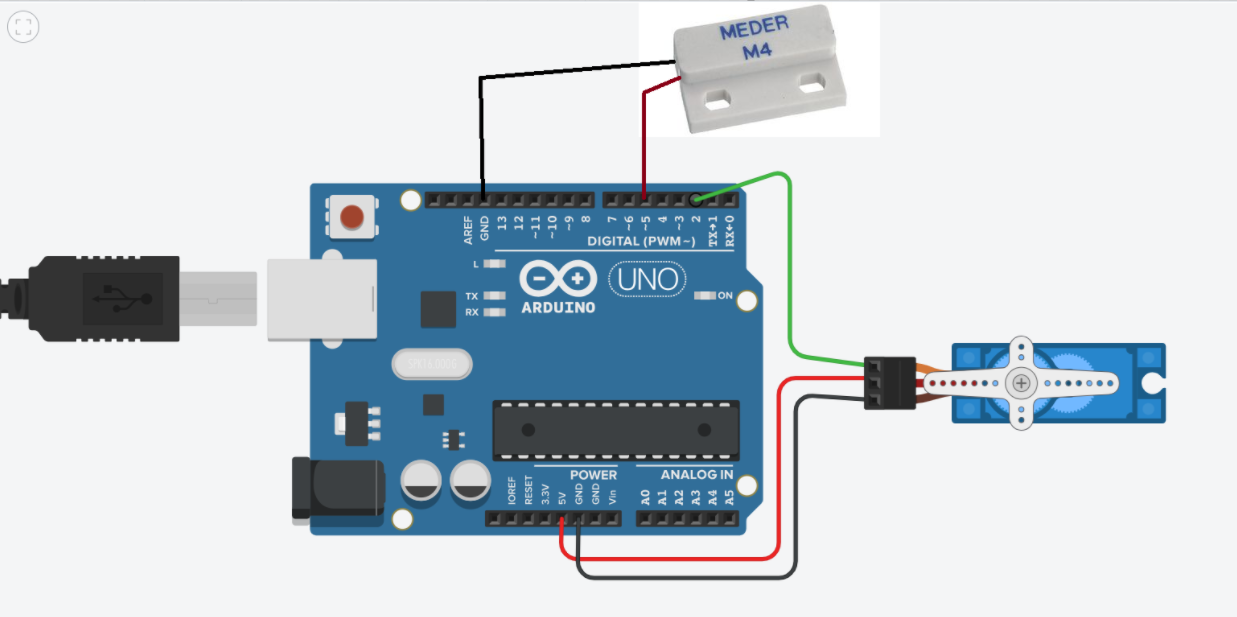 MEDER
M4
AREF
GND
13
12
~11
~10
~9
8
7
~6
~5
4
~3
2
TX→1
RX←0
DIGITAL (PWM~)
L
TX
RX
UNO
ARDUINO
ON
POWER
ANALOG IN
IOREF
RESET
3.3V
5V
GND
GND
Vin
A0
A1
A2
A3
A4
A5